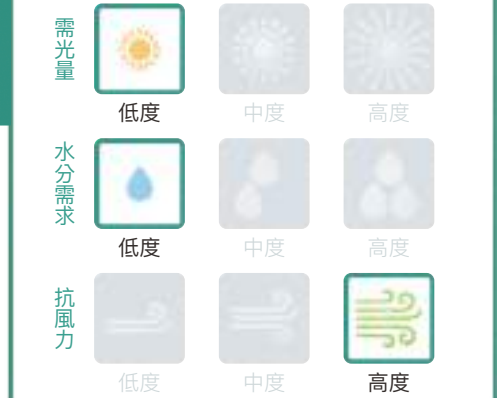 需光量
低度 中度 高度
水分需求
低度 中度 高度
抗風力
低度 中度 高度